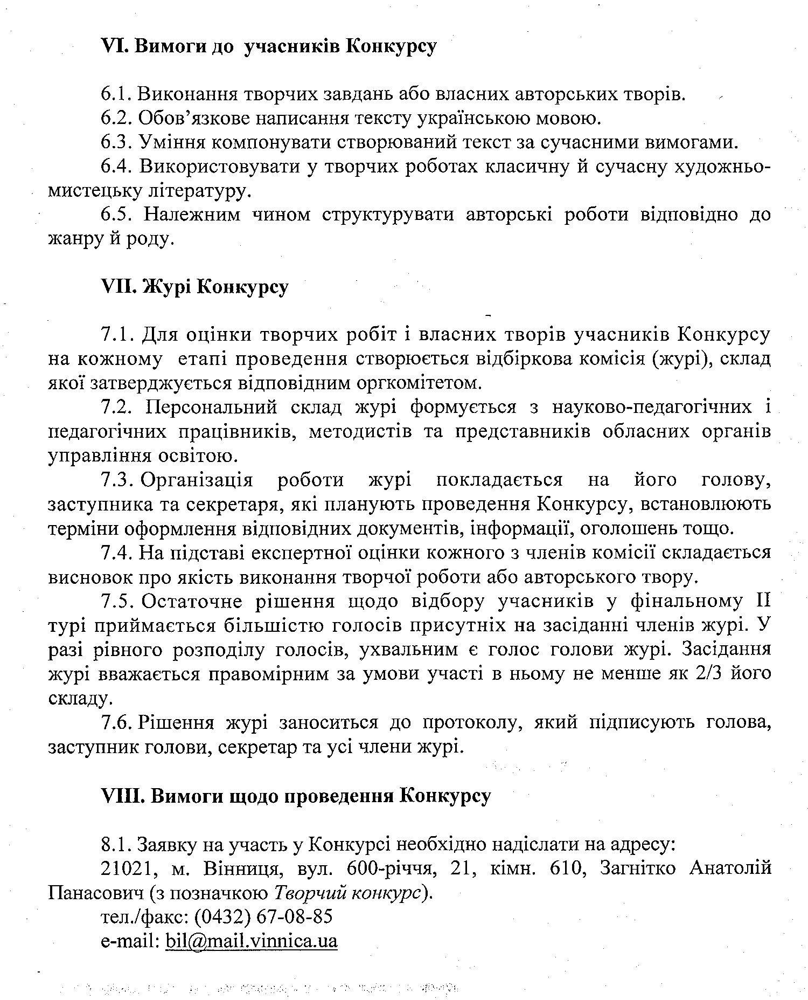 VI. Вимоги до учасників Конкурсу
6.1. Виконання творчих завдань або власних авторських творів.
6.2. Обов’язкове написання тексту українською мовою.
6.3. Уміння компонувати створюваний текст за сучасними вимогами.
6.4. Використовувати у творчих роботах класичну й сучасну художньо-
мистецьку літературу.
6.5. Належним чином структурувати авторські роботи відповідно до
жанру й роду.
VII. Журі Конкурсу
7.1. Для оцінки творчих робіт і власних творів учасників Конкурсу
на кожному етапі проведення створюється відбіркова комісія (журі), склад
якої затверджується відповідним оргкомітетом.
7.2. Персональний склад журі формується з науково-педагогічних і
педагогічних працівників, методистів та представників обласних органів
управління освітою.
7.3. Організація роботи журі покладається на його голову,
заступника та секретаря, які планують проведення Конкурсу, встановлюють
терміни оформлення відповідних документів, інформації, оголошень тощо.
7.4. На підставі експертної оцінки кожного з членів комісії складається
висновок про якість виконання творчої роботи або авторського твору.
7.5. Остаточне рішення щодо відбору учасників у фінальному II
турі приймається більшістю голосів присутніх на засіданні членів журі. У
разі рівного розподілу голосів, ухвальним є голос голови журі. Засідання
журі вважається правомірним за умови участі в ньому не менше як 2/3 його
складу.
7.6. Рішення журі заноситься до протоколу, який підписують голова,
заступник голови, секретар та усі члени журі.
VIII. Вимоги щодо проведення Конкурсу
8.1. Заявку на участь у Конкурсі необхідно надіслати на адресу:
21021, м. Вінниця, вул. 600-річчя, 21, кімн. 610, Загнітко Анатолій
Панасович (з позначкою Творчий конкурс).
тел./факс: (0432) 67-08-85
e-mail: bil@mail.vinnica.ua